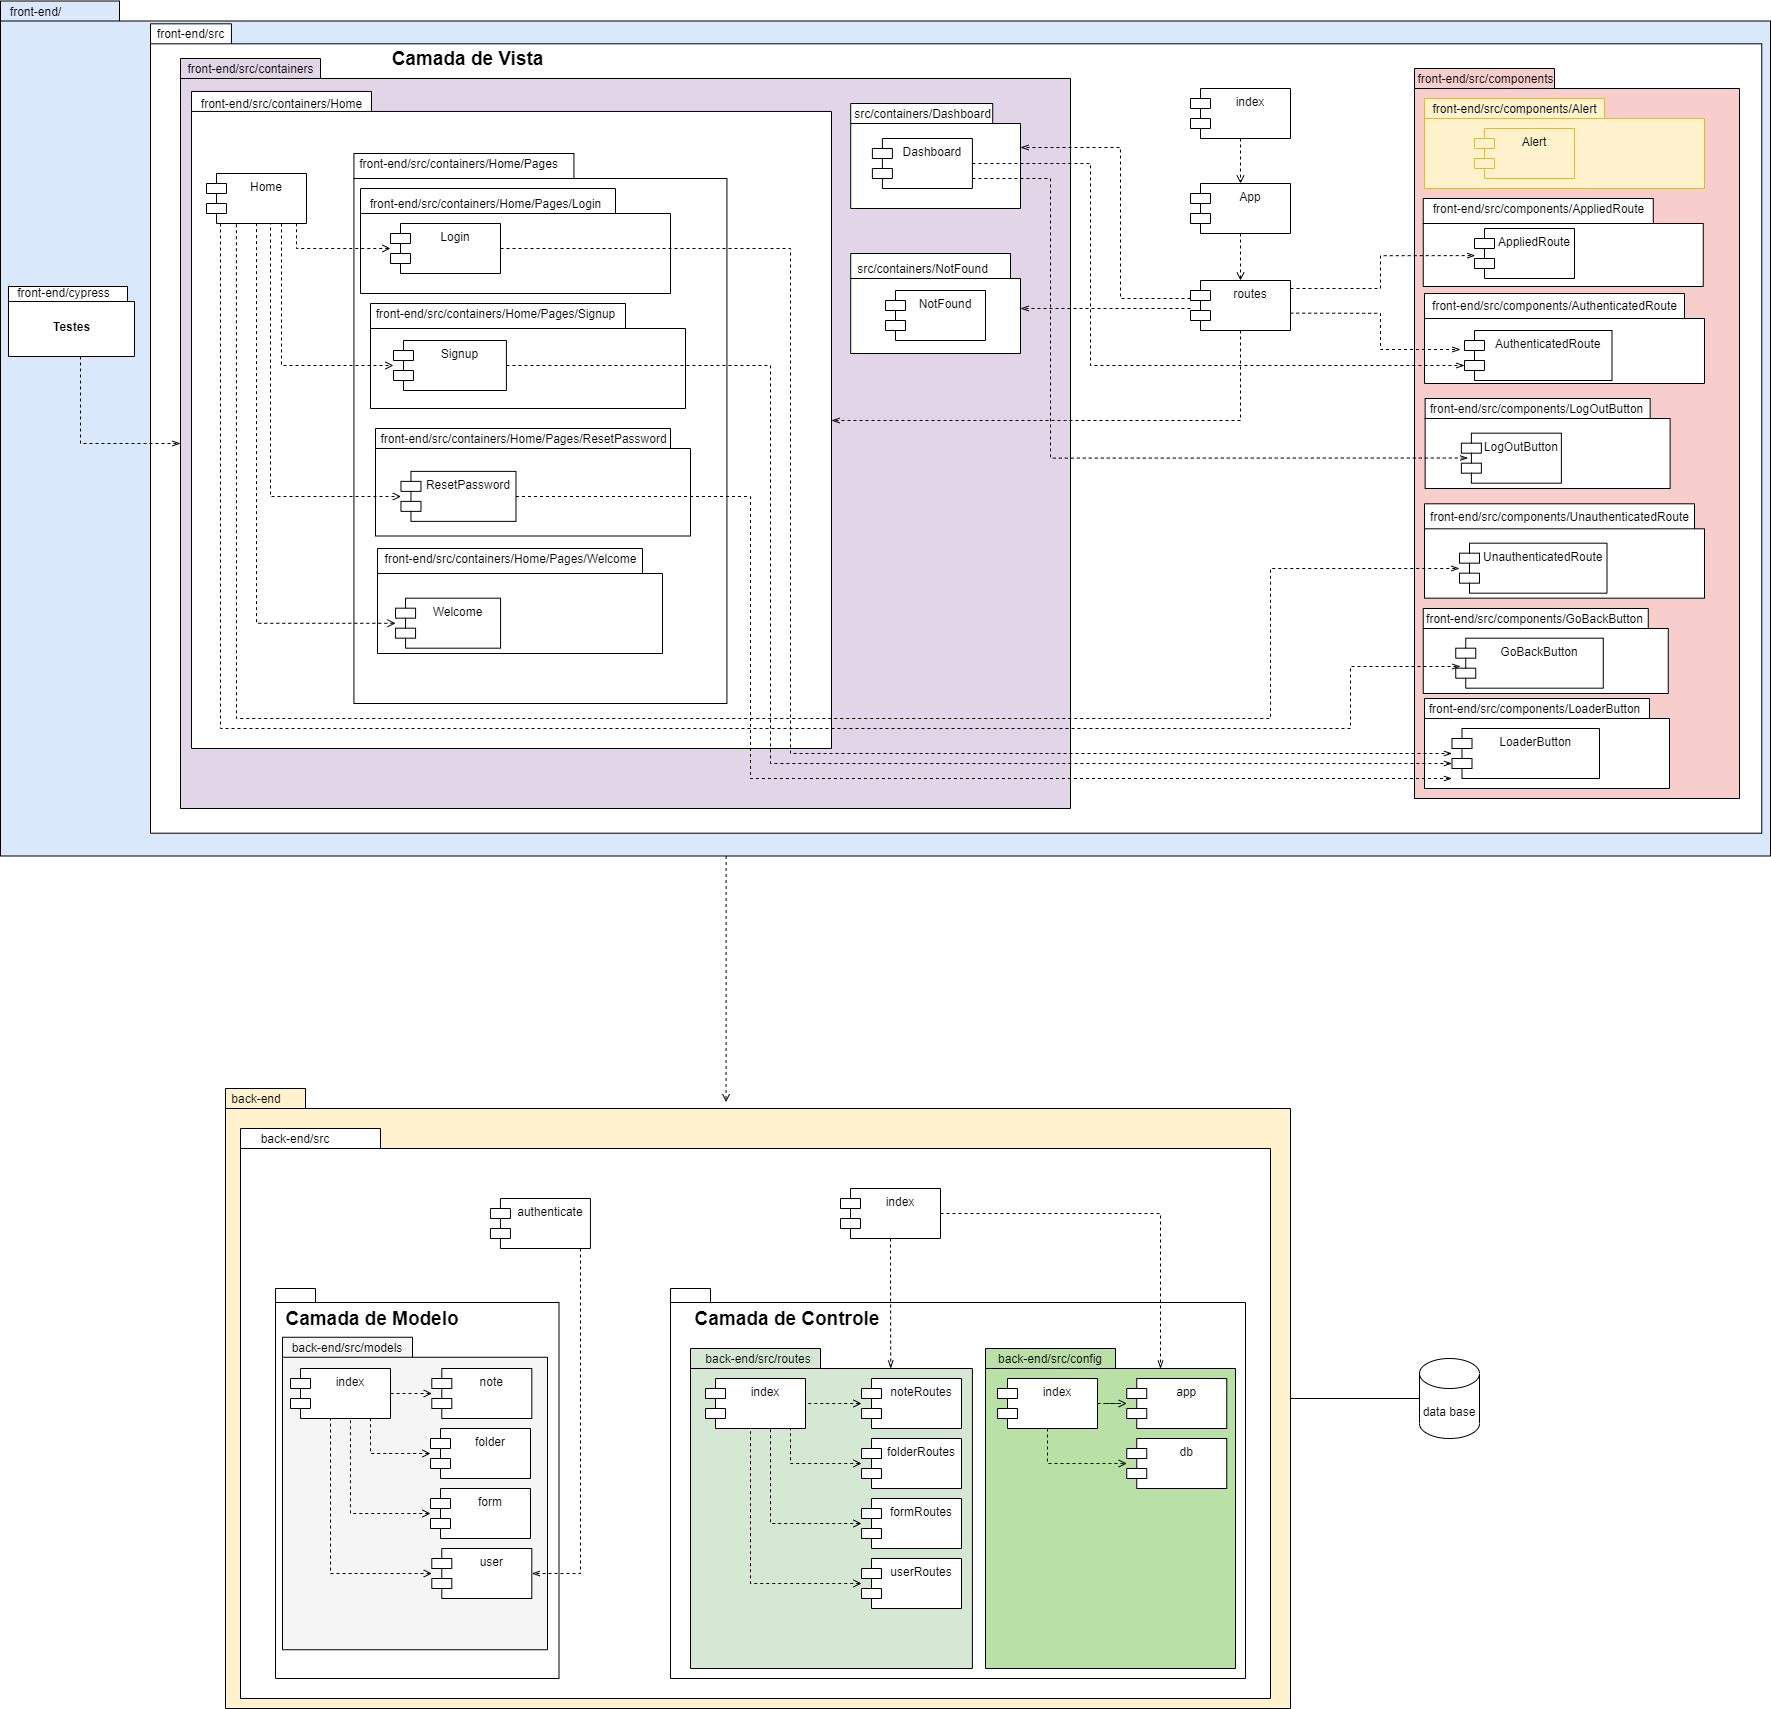 front-end/
front-end/src
Camada de Vista
front-end/src/containers
front-end/src/containers/Home
Home
front-end/src/containers/Home/Pages
front-end/src/containers/Home/Pages/Login
Login
front-end/src/containers/Home/Pages/Signup
Signup
front-end/src/containers/Home/Pages/ResetPassword
ResetPassword
front-end/src/containers/Home/Pages/Welcome
Welcome
src/containers/Dashboard
Dashboard
src/containers/NotFound
NotFound
index
App
routes
front-end/src/components
front-end/src/components/Alert
Alert
front-end/src/components/AppliedRoute
AppliedRoute
front-end/src/components/AuthenticatedRoute
AuthenticatedRoute
front-end/src/components/LogOutButton
LogOutButton
front-end/src/components/UnauthenticatedRoute
UnauthenticatedRoute
front-end/src/components/GoBackButton
GoBackButton
front-end/src/components/LoaderButton
LoaderButton
front-end/cypress
Testes
back-end
back-end/src
authenticate
index
Camada de Modelo
back-end/src/models
index
note
folder
form
user
Camada de Controle
back-end/src/routes
index
noteRoutes
folderRoutes
formRoutes
userRoutes
back-end/src/config
index
app
db
data base